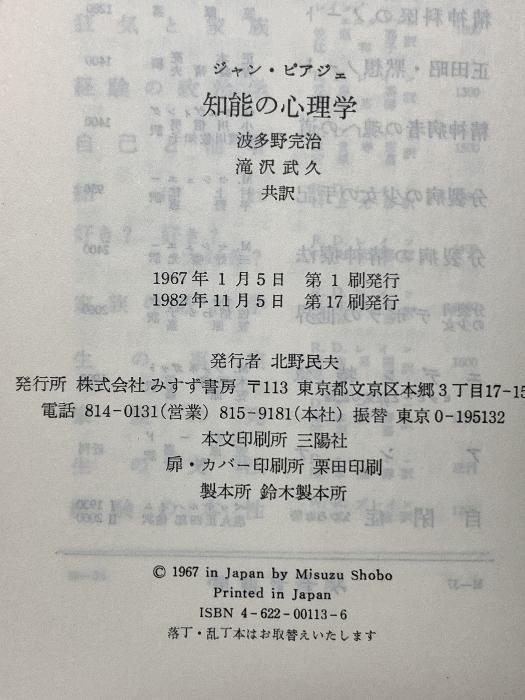 ジャン・ピアジェ
知能の心理学
波多野完治
滝沢武久
共訳
1967年 1月5日 第1刷発行
1982年11月5日 第17刷発行
発行者 北野民夫
発行所 株式会社 みすず書房 〒113 東京都文京区本郷3丁目17-15
電話 814-0131(営業) 815-9181(本社) 振替 東京0-195132
本文印刷所 三陽社
扉・カバー印刷所 栗田印刷
製本所 鈴木製本所
© 1967 in Japan by Misuzu Shobo
Printed in Japan
ISBN 4-622-00113-6
落丁・乱丁本はお取替えいたします